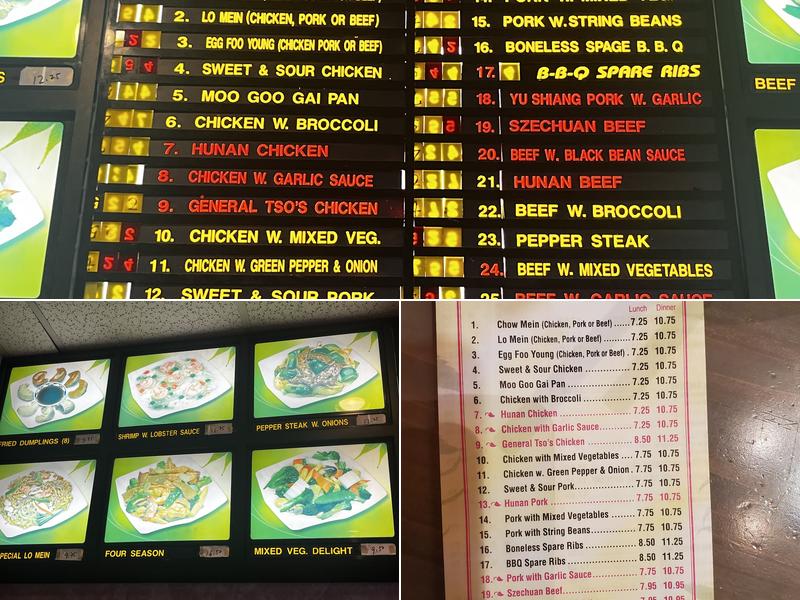 2. LO MEIN (CHICKEN, PORK OR BEEF)
3. EGG FOO YOUNG (CHICKEN PORK OR BEEF)
4. SWEET & SOUR CHICKEN
5. MOO GOO GAI PAN
6. CHICKEN W. BROCCOLI
7. HUNAN CHICKEN
8. CHICKEN W. GARLIC SAUCE
9. GENERAL TSO'S CHICKEN
10. CHICKEN W. MIXED VEG.
11. CHICKEN W. GREEN PEPPER & ONION
12. SWEET & SOUR PORK
15. PORK W.STRING BEANS
16. BONELESS SPAGE B. B. Q
17. B-B-Q SPARE RIBS
18. YU SHIANG PORK W. GARLIC
19. SZECHUAN BEEF
20. BEEF W. BLACK BEAN SAUCE
21. HUNAN BEEF
22. BEEF W. BROCCOLI
23. PEPPER STEAK
24. BEEF W. MIXED VEGETABLES
25. BEEF W. GARLIC SAUCE
S 12.25
BEEF
FRIED DUMPLINGS (8)
SHRIMP W. LOBSTER SAUCE
PEPPER STEAK W. ONIONS
SPECIAL LO MEIN
FOUR SEASON
MIXED VEG. DELIGHT
Lunch Dinner
1. Chow Mein (Chicken, Pork or Beef) ......7.25 10.75
2. Lo Mein (Chicken, Pork or Beef) ..........7.25 10.75
3. Egg Foo Young (Chicken, Pork or Beef) . 7.25 10.75
4. Sweet & Sour Chicken ................... 7.25 10.75
5. Moo Goo Gai Pan ......................... 7.25 10.75
6. Chicken with Broccoli ..................... 7.25 10.75
7. Hunan Chicken ............................. 7.25 10.75
8. Chicken with Garlic Sauce............... 7.25 10.75
9. General Tso's Chicken ................... 8.50 11.25
10. Chicken with Mixed Vegetables .... 7.75 10.75
11. Chicken w. Green Pepper & Onion . 7.75 10.75
12. Sweet & Sour Pork........................ 7.75 10.75
13. Hunan Pork ................................. 7.75 10.75
14. Pork with Mixed Vegetables .......... 7.75 10.75
15. Pork with String Beans.................. 7.75 10.75
16. Boneless Spare Ribs .................... 8.50 11.25
17. BBQ Spare Ribs ........................... 8.50 11.25
18. Pork with Garlic Sauce.................. 7.75 10.75
19. Szechuan Beef............................. 7.95 10.95